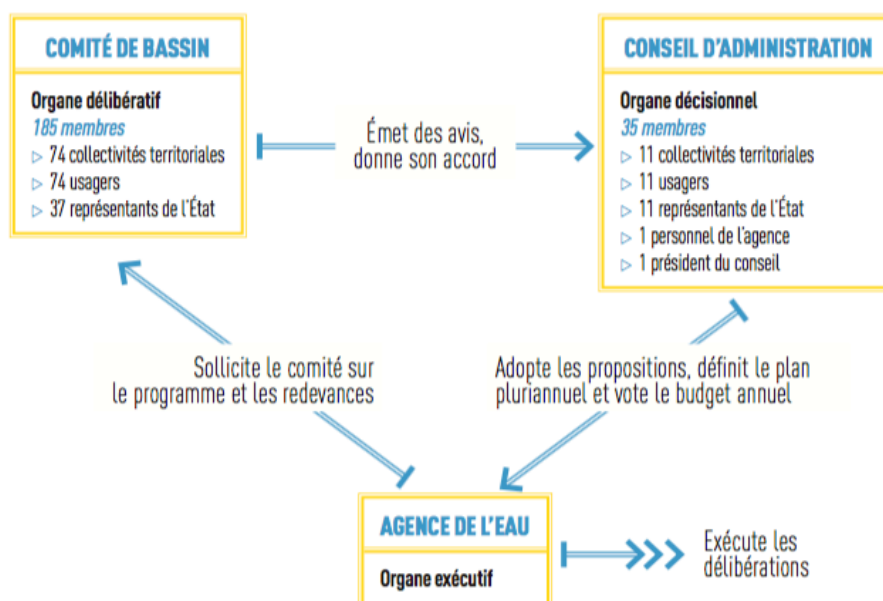 COMITÉ DE BASSIN
Organe délibératif
185 membres
▷ 74 collectivités territoriales
▷ 74 usagers
▷ 37 représentants de l'État
Émet des avis,
donne son accord
CONSEIL D'ADMINISTRATION
Organe décisionnel
35 membres
▷ 11 collectivités territoriales
▷ 11 usagers
▷ 11 représentants de l'État
▷ 1 personnel de l'agence
▷ 1 président du conseil
Sollicite le comité sur
le programme et les redevances
Adopte les propositions, définit le plan
pluriannuel et vote le budget annuel
AGENCE DE L'EAU
Organe exécutif
Exécute les
délibérations